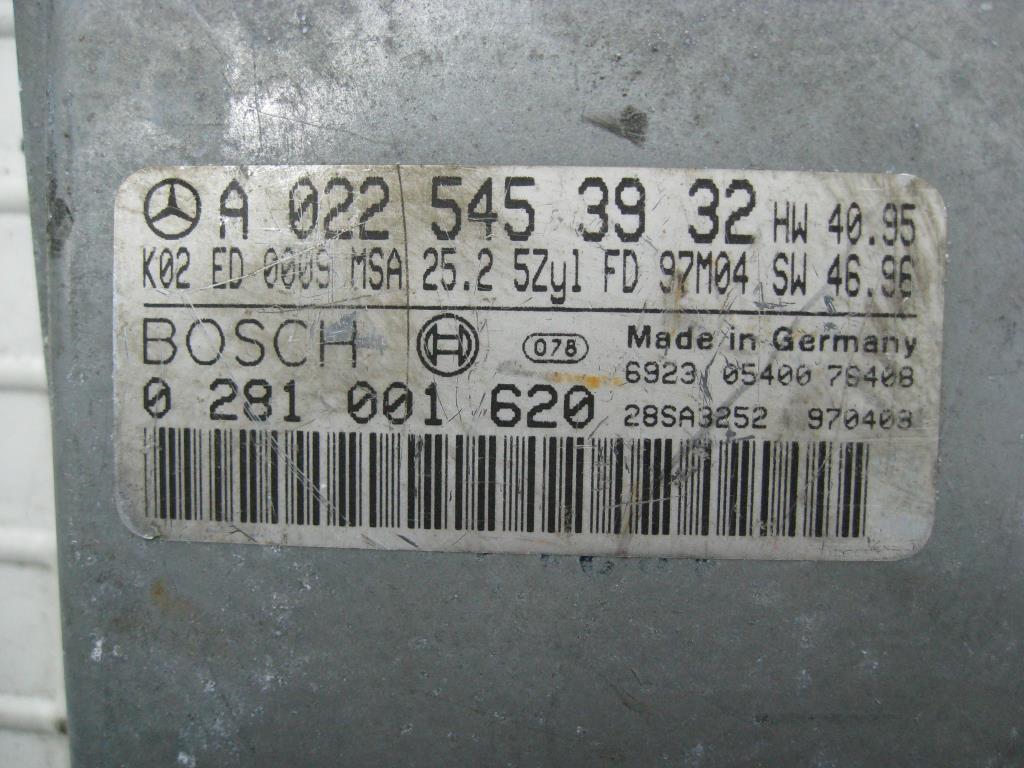 A 022 545 39 32 HW 40.95
K02 ED 0009 MSA 25.2 5Zyl FD 97M04 SW 46.96
BOSCH 078 Made in Germany
6923 05400 76408
0 281 001 620 28SA3252 970403